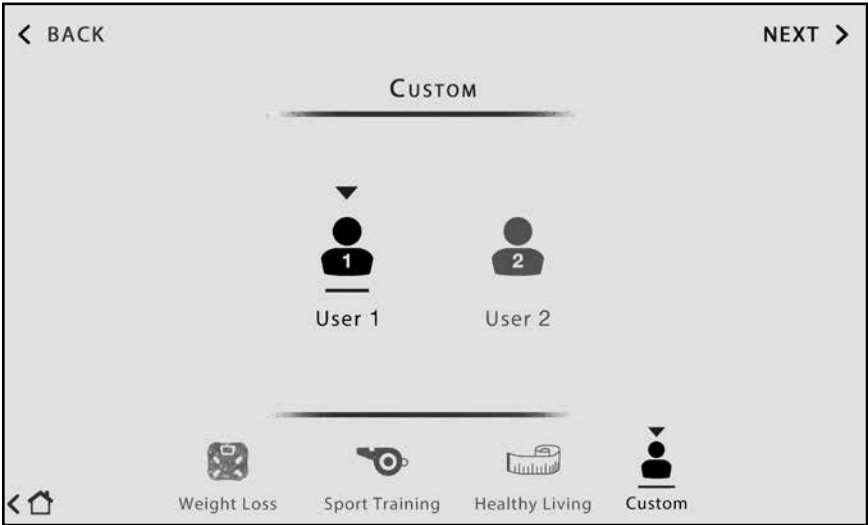 BACK
NEXT
CUSTOM
1
2
User 1
User 2
Weight Loss
Sport Training
Healthy Living
Custom